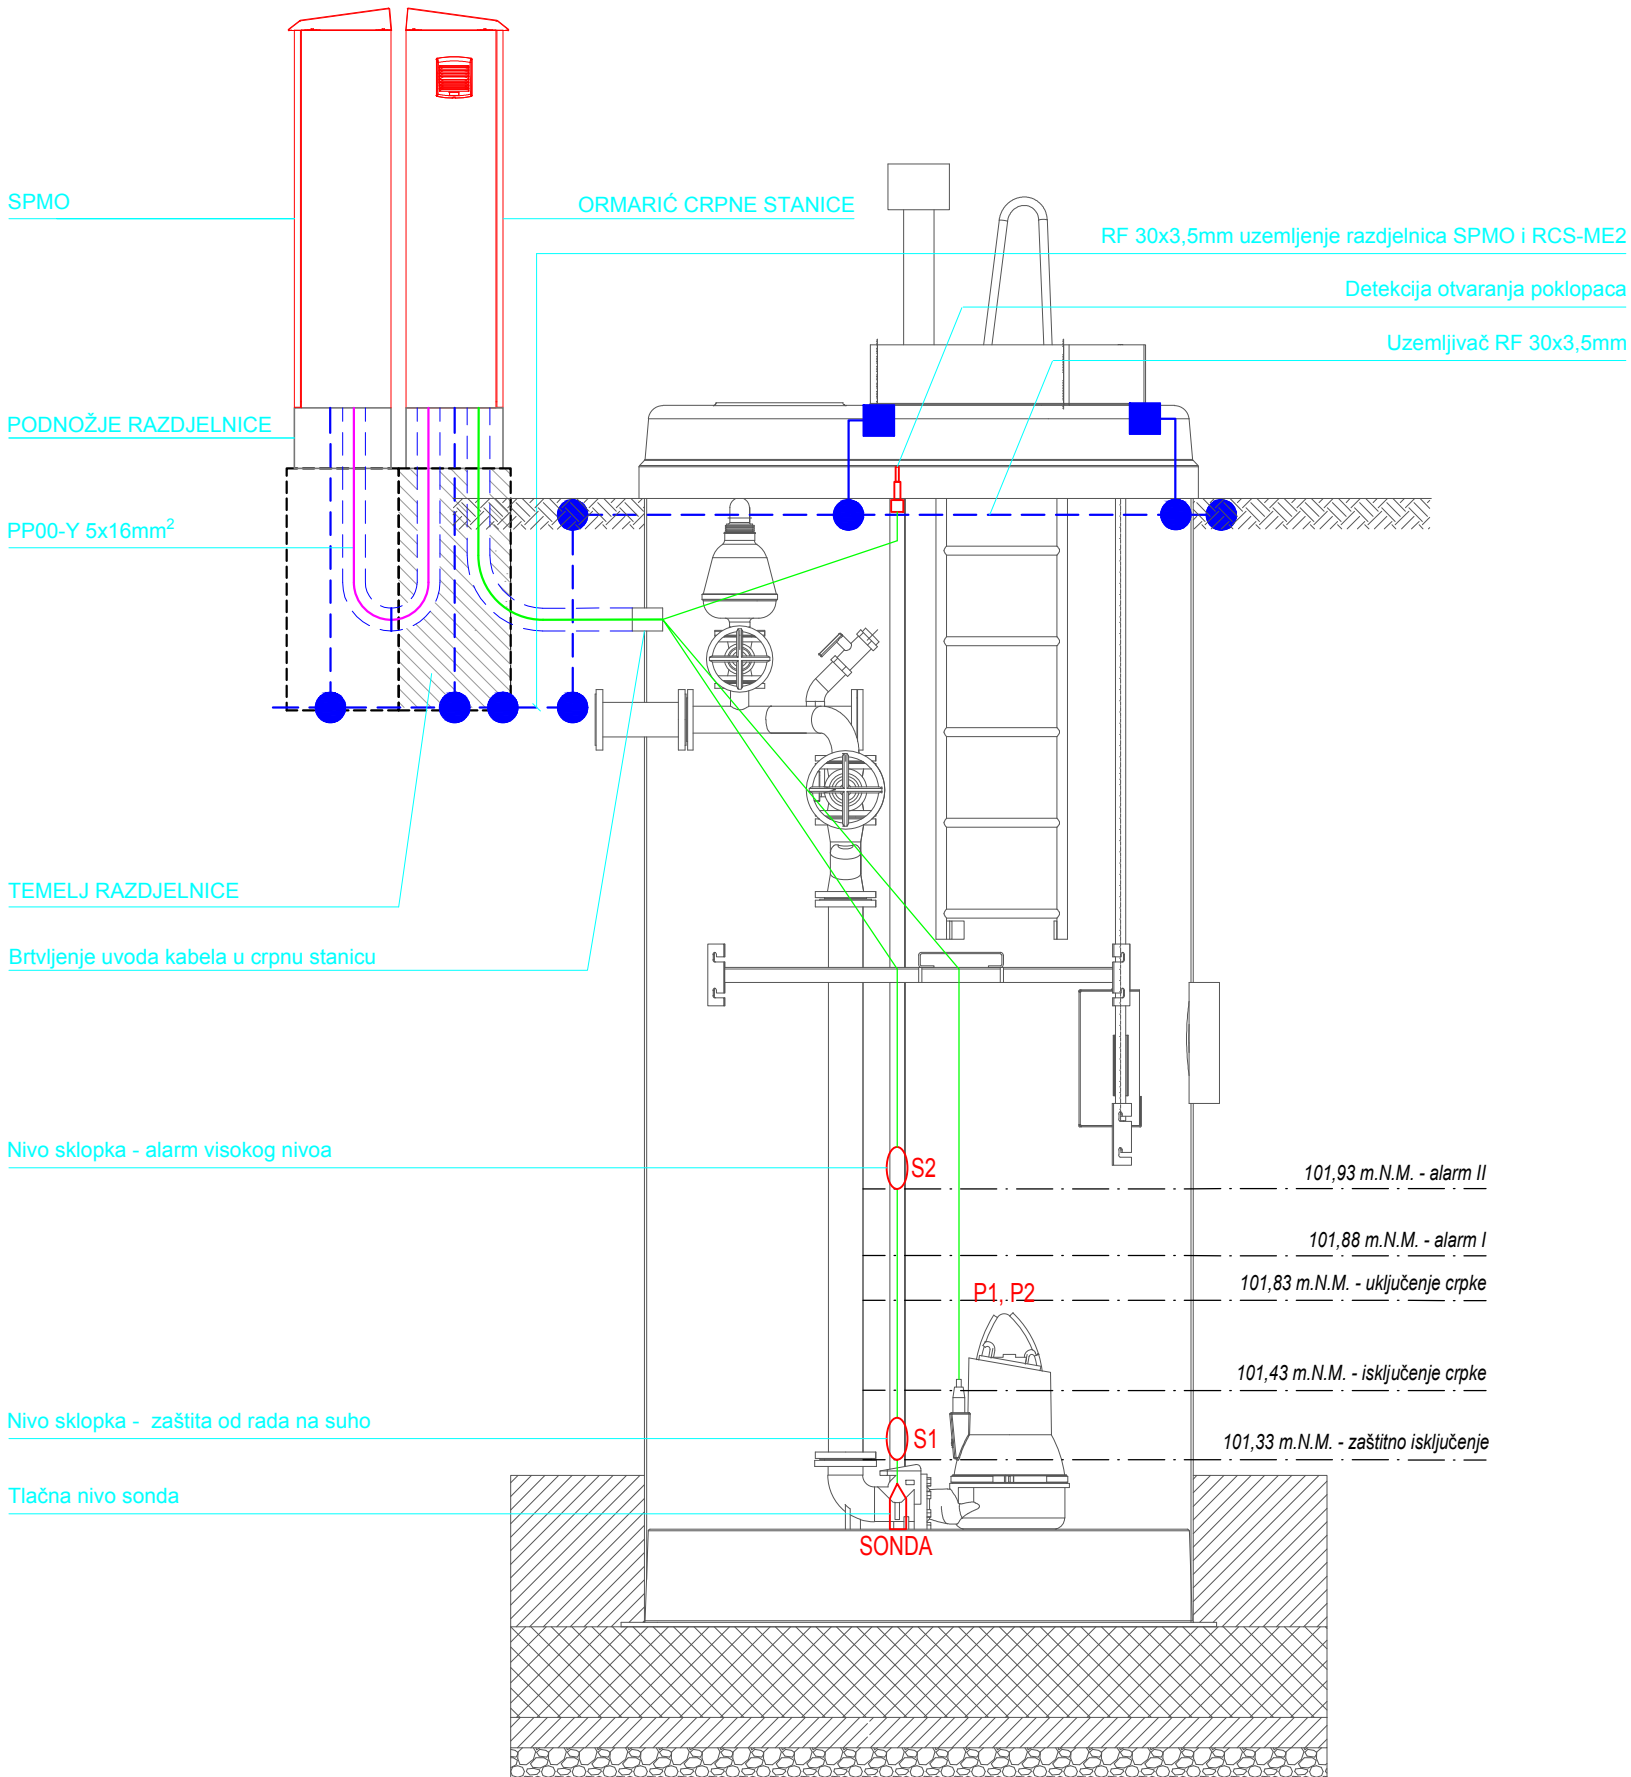 SPMO
ORMARIĆ CRPNE STANICE
RF 30x3,5mm uzemljenje razdjelnica SPMO i RCS-ME2
Detekcija otvaranja poklopaca
Uzemljivač RF 30x3,5mm
PODNOŽJE RAZDJELNICE
PP00-Y 5x16mm²
TEMELJ RAZDJELNICE
Brtvljenje uvoda kabela u crpnu stanicu
Nivo sklopka - alarm visokog nivoa
S2
101,93 m.N.M. - alarm II
101,88 m.N.M. - alarm I
101,83 m.N.M. - uključenje crpke
P1, P2
101,43 m.N.M. - isključenje crpke
Nivo sklopka - zaštita od rada na suho
S1
101,33 m.N.M. - zaštitno isključenje
Tlačna nivo sonda
SONDA